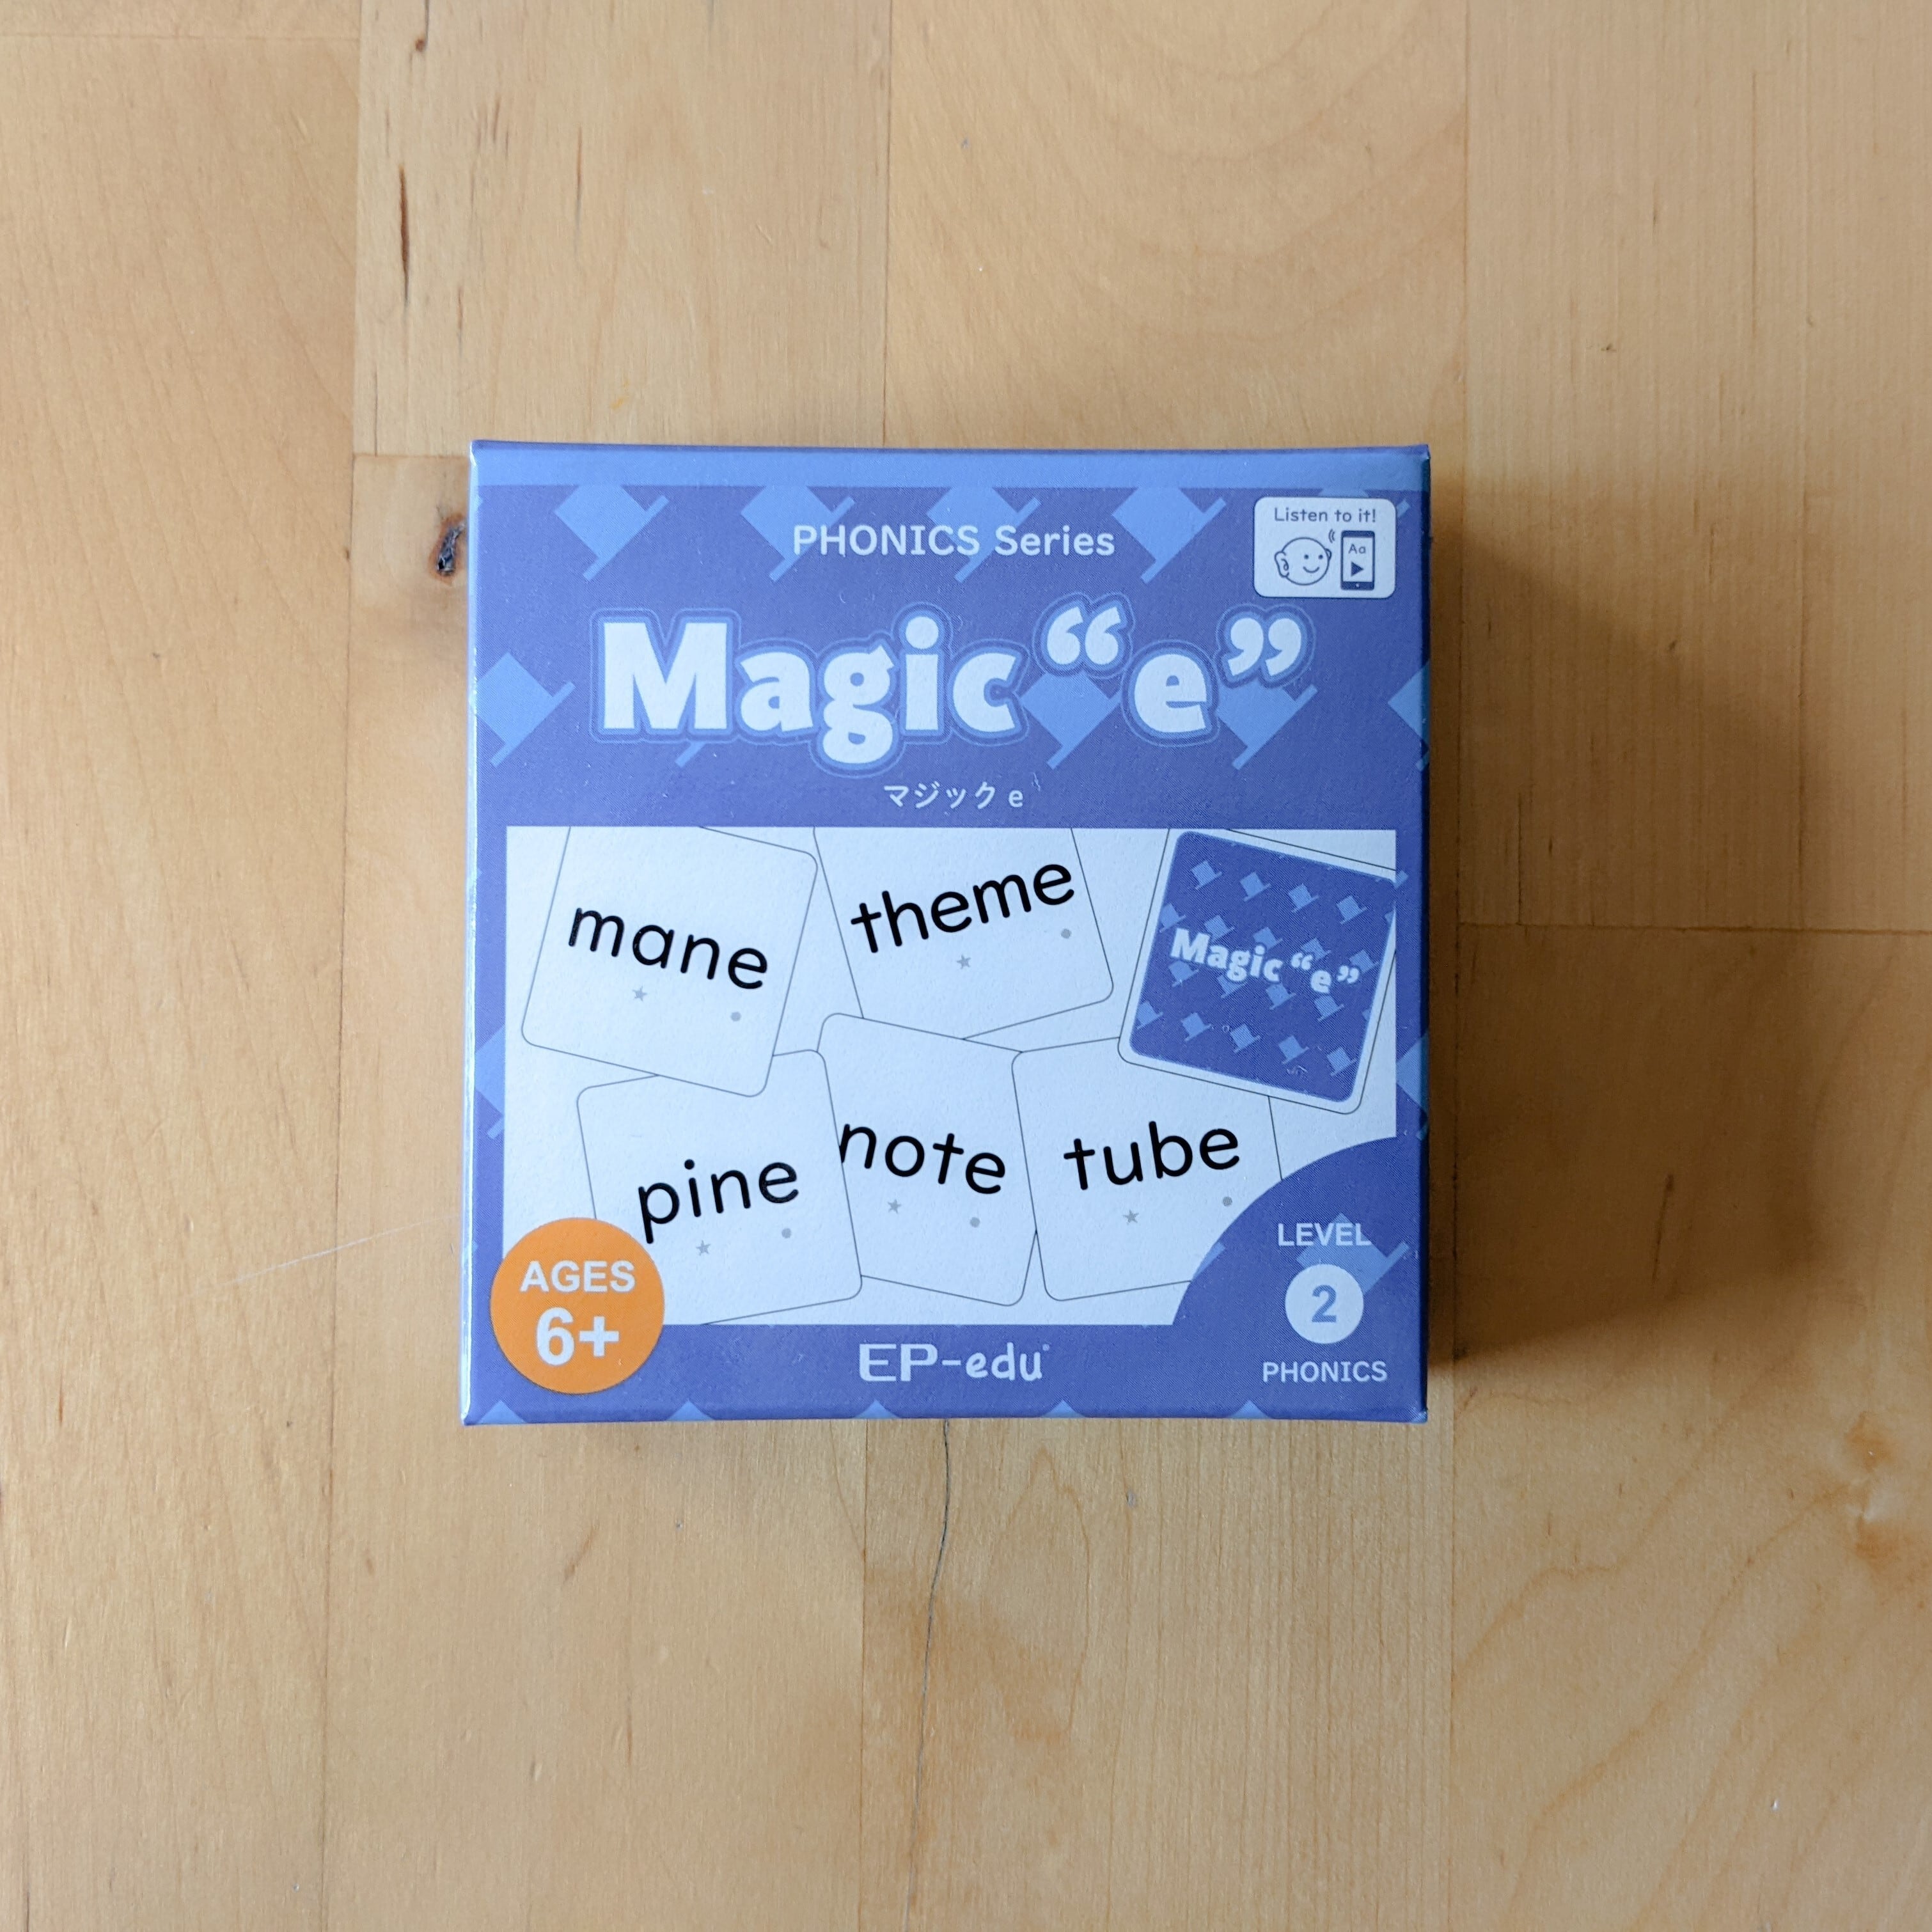 PHONICS Series
Listen to it!
Aa
Magic “e”
マジック e
mane
theme
Magic “e”
pine
note
tube
AGES
6+
LEVEL
2
PHONICS
EP-edu